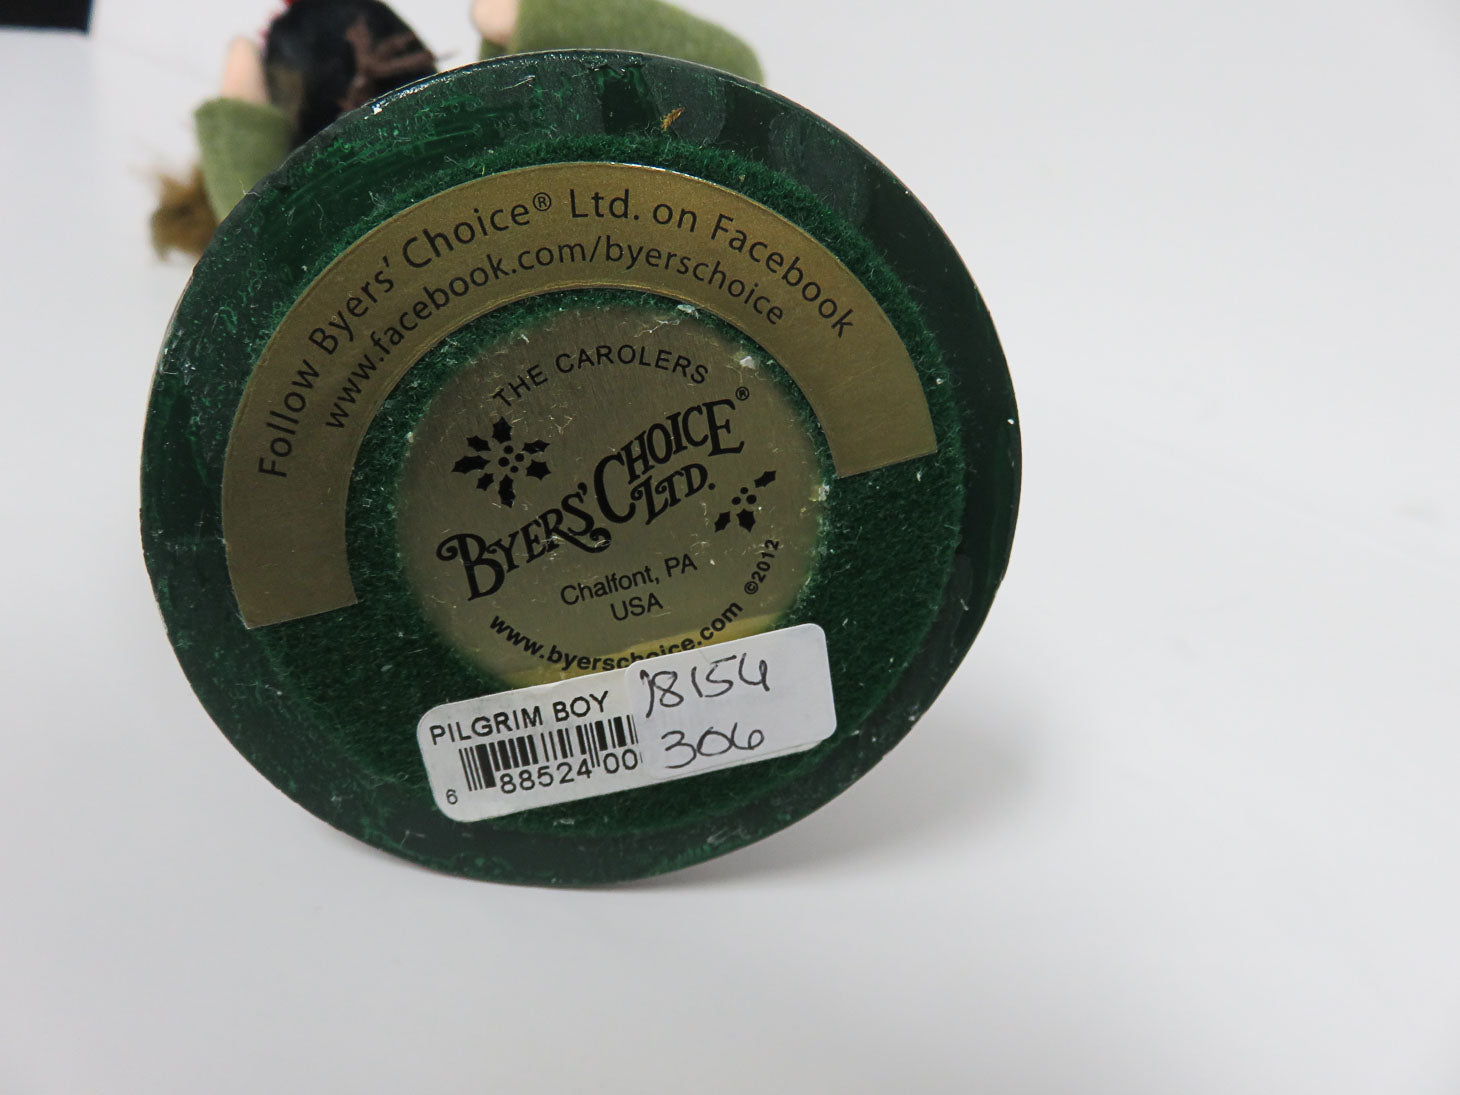 Follow Byers' Choice® Ltd. on Facebook
www.facebook.com/byerschoice
THE CAROLERS
BYERS' CHOICE®
LTD.
Chalfont, PA
USA
©2012
www.byerschoice.com
PILGRIM BOY
6 88524 00
18154
306